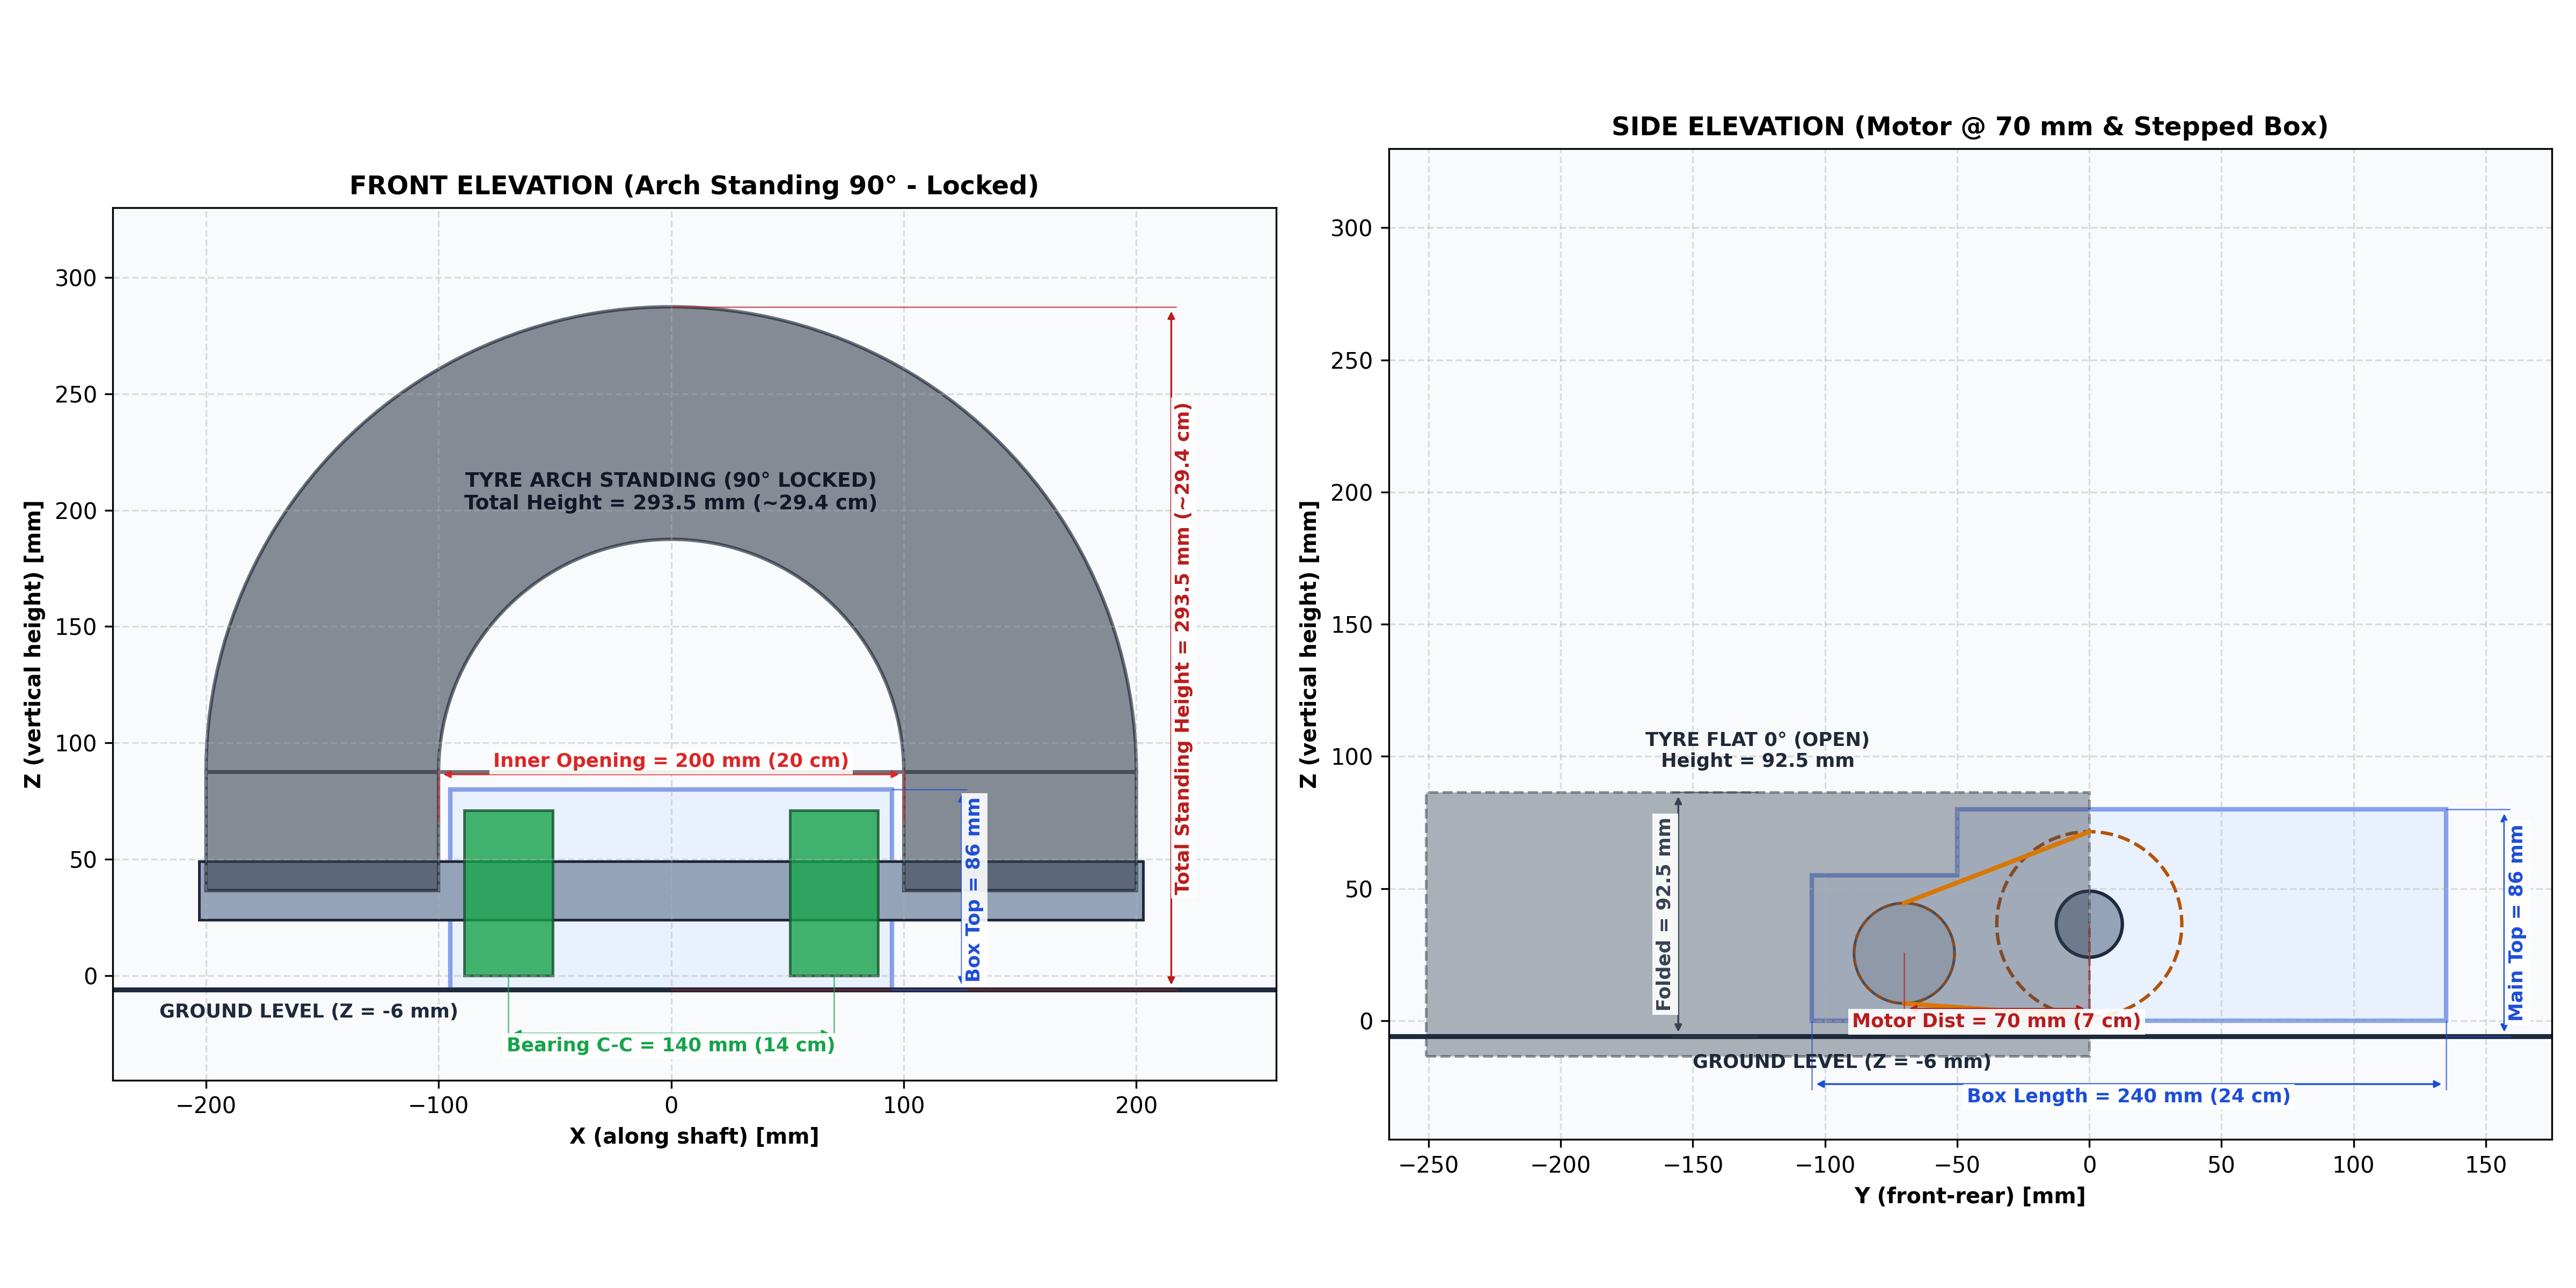 FRONT ELEVATION (Arch Standing 90° - Locked)
Z (vertical height) [mm]
300
250
200
150
100
50
0
TYRE ARCH STANDING (90° LOCKED)
Total Height = 293.5 mm (~29.4 cm)
Total Standing Height = 293.5 mm (~29.4 cm)
Inner Opening = 200 mm (20 cm)
Box Top = 86 mm
GROUND LEVEL (Z = -6 mm)
Bearing C-C = 140 mm (14 cm)
−200
−100
0
100
200
X (along shaft) [mm]
SIDE ELEVATION (Motor @ 70 mm & Stepped Box)
Z (vertical height) [mm]
300
250
200
150
100
50
0
TYRE FLAT 0° (OPEN)
Height = 92.5 mm
Folded = 92.5 mm
Main Top = 86 mm
Motor Dist = 70 mm (7 cm)
GROUND LEVEL (Z = -6 mm)
Box Length = 240 mm (24 cm)
−250
−200
−150
−100
−50
0
50
100
150
Y (front-rear) [mm]